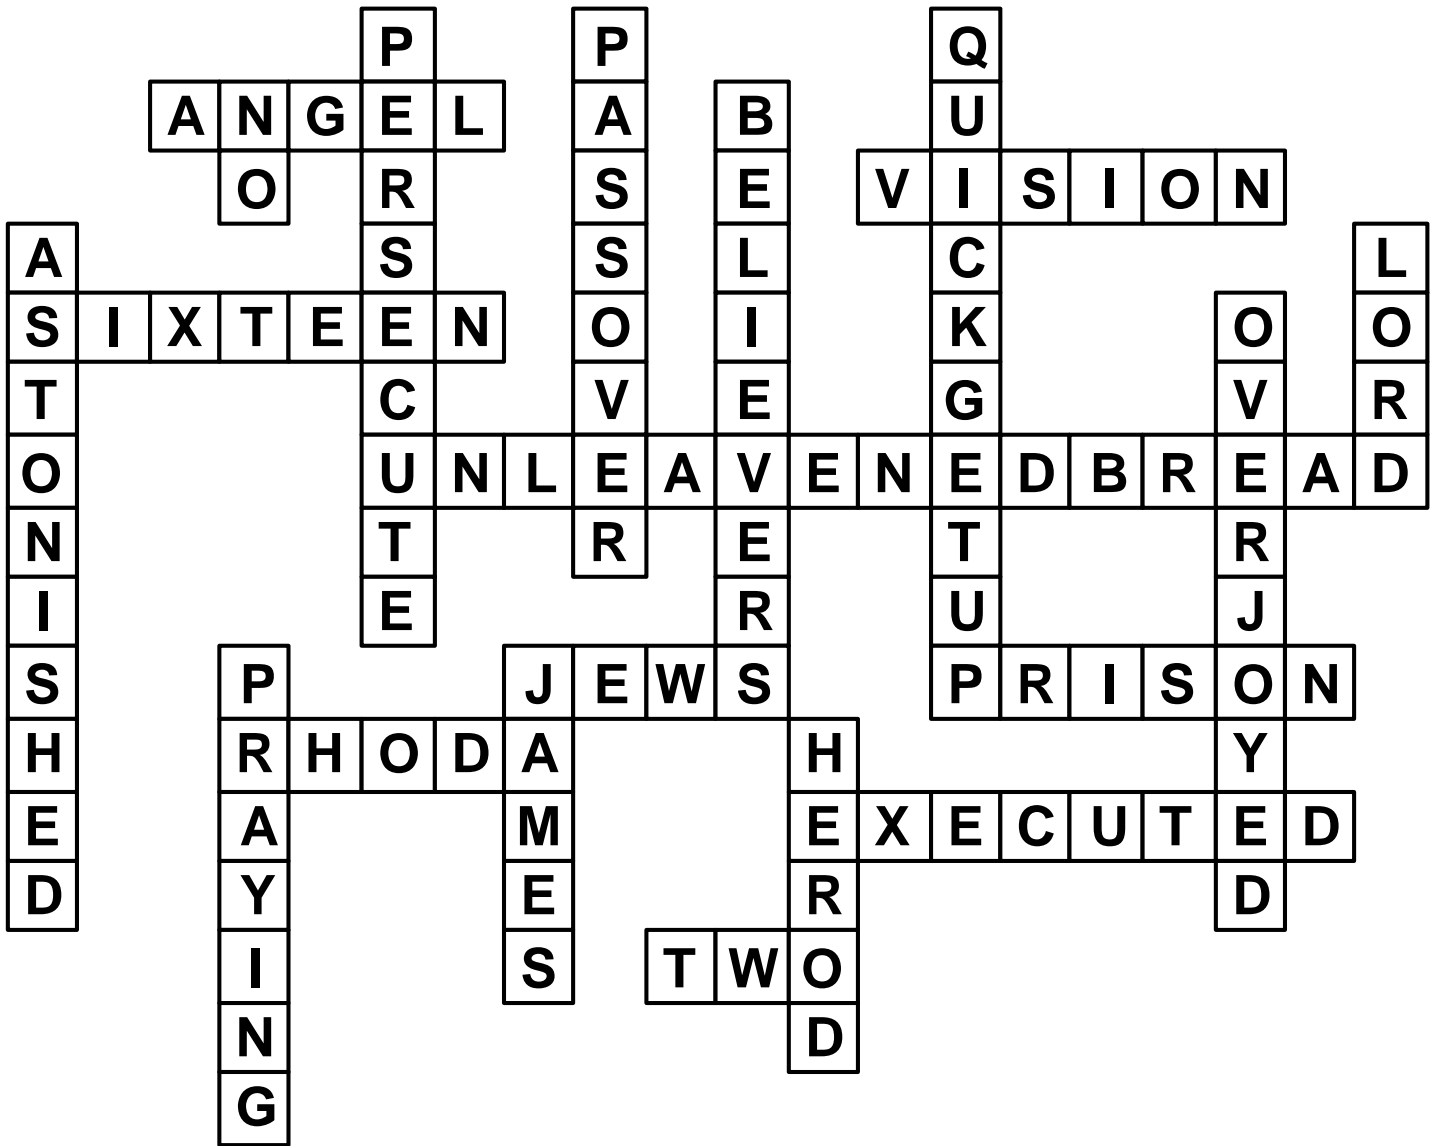 PERSECUTE
PASSOVER
QUICKGETUP
ANGEL
NO
BELIEVERS
VISION
ASTONISHED
LORD
SIXTEEN
OVERJOYED
UNLEAVENEDBREAD
PRAYING
JEWS
JAMES
PRISON
RHODA
HEROD
EXECUTED
TWO